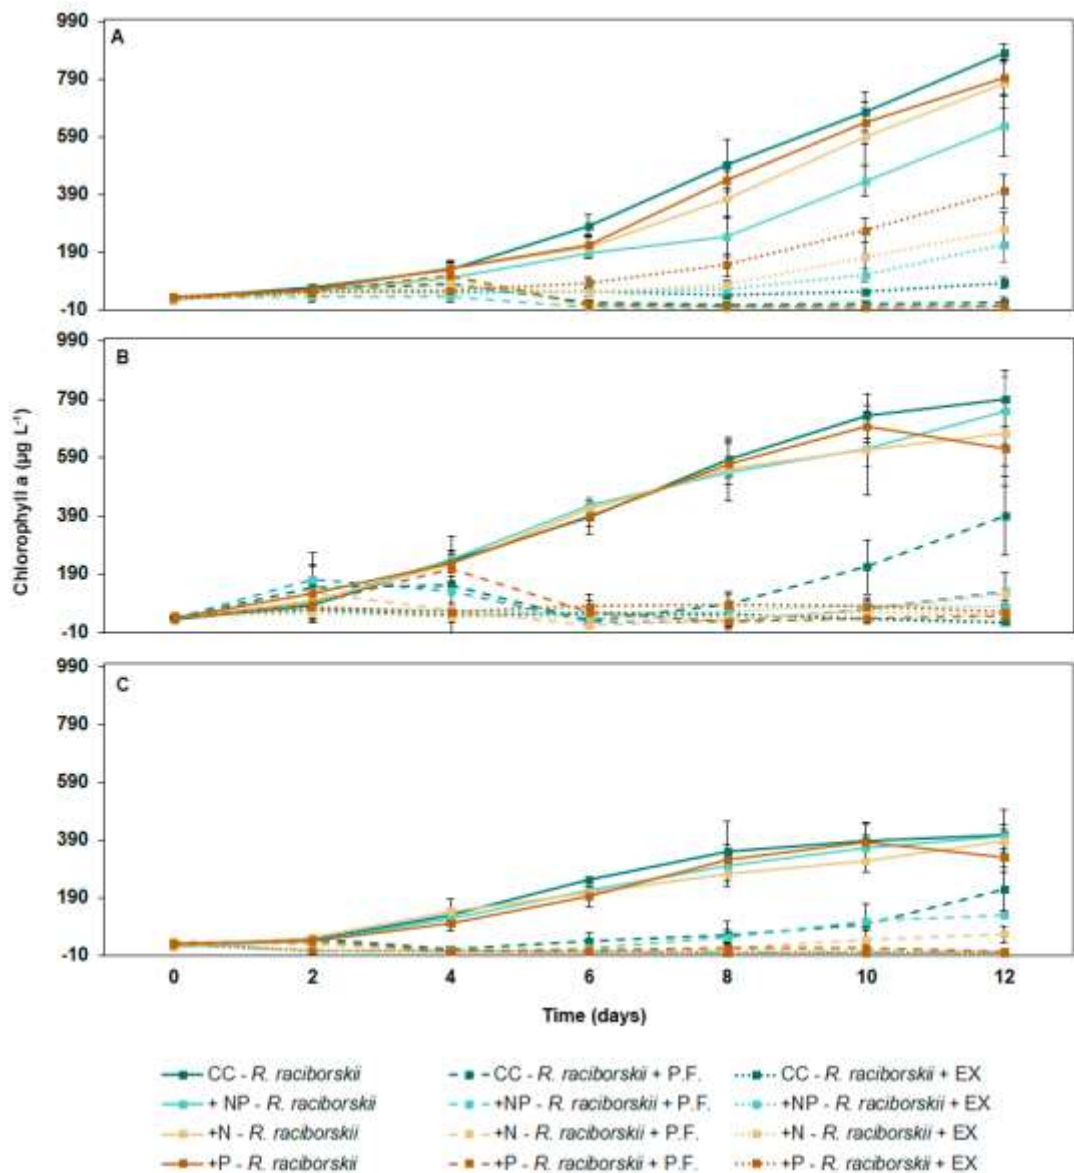 990
A
790
590
390
190
-10
990
B
790
590
390
190
-10
Chlorophyll a (µg L⁻¹)
990
C
790
590
390
190
-10
0 2 4 6 8 10 12
Time (days)
CC - R. raciborskii CC - R. raciborskii + P.F. CC - R. raciborskii + EX
+ NP - R. raciborskii +NP - R. raciborskii + P.F. +NP - R. raciborskii + EX
+N - R. raciborskii +N - R. raciborskii + P.F. +N - R. raciborskii + EX
+P - R. raciborskii +P - R. raciborskii + P.F. +P - R. raciborskii + EX